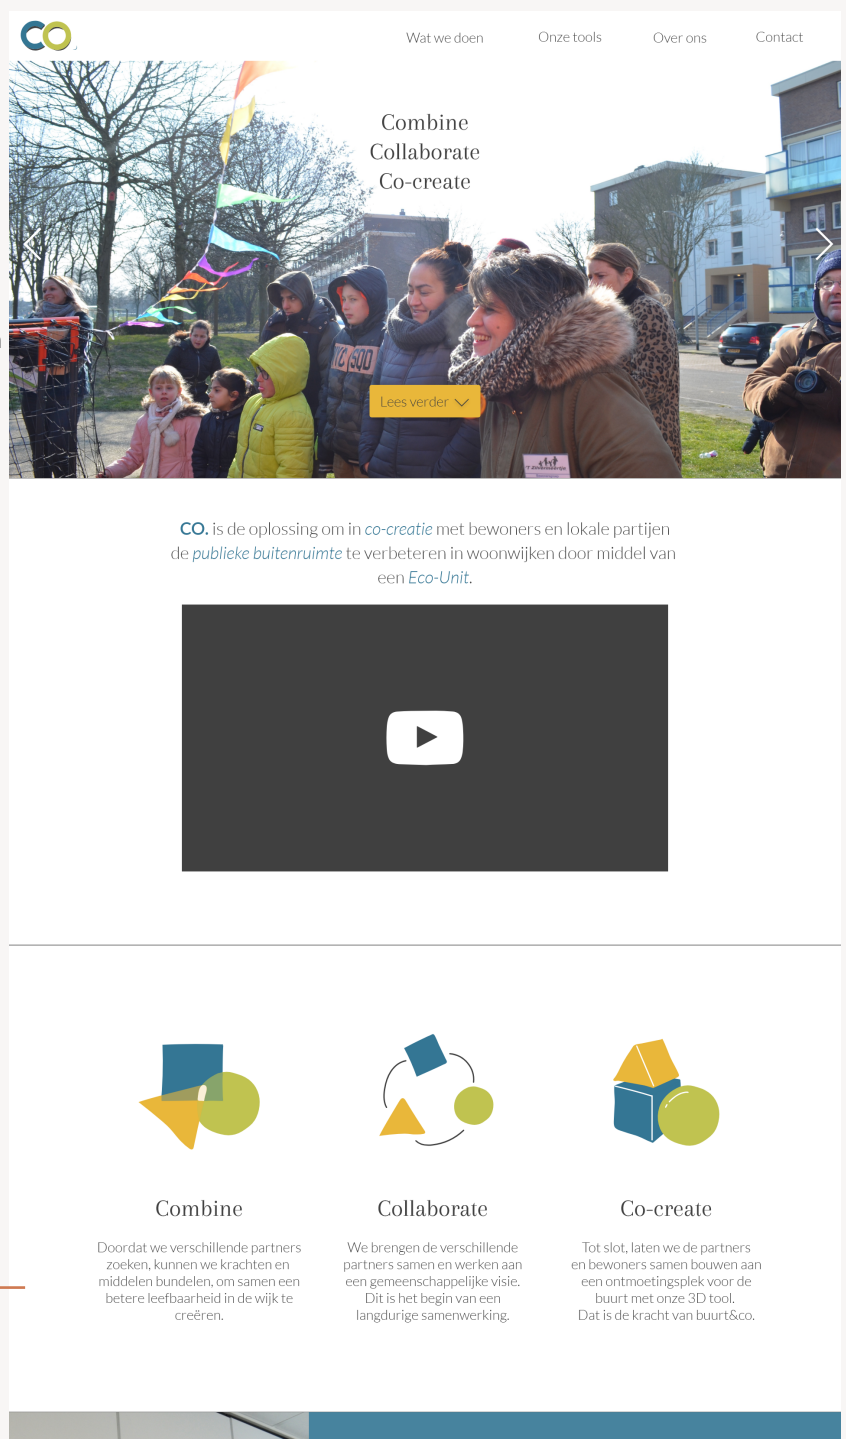 CO.
Wat we doen
Onze tools
Over ons
Contact
Combine
Collaborate
Co-create
Lees verder
CO. is de oplossing om in co-creatie met bewoners en lokale partijen
de publieke buitenruimte te verbeteren in woonwijken door middel van
een Eco-Unit.
Combine
Doordat we verschillende partners
zoeken, kunnen we krachten en
middelen bundelen, om samen een
betere leefbaarheid in de wijk te
creëren.
Collaborate
We brengen de verschillende
partners samen en werken aan
een gemeenschappelijke visie.
Dit is het begin van een
langdurige samenwerking.
Co-create
Tot slot, laten we de partners
en bewoners samen bouwen aan
een ontmoetingsplek voor de
buurt met onze 3D tool.
Dat is de kracht van buurt&co.